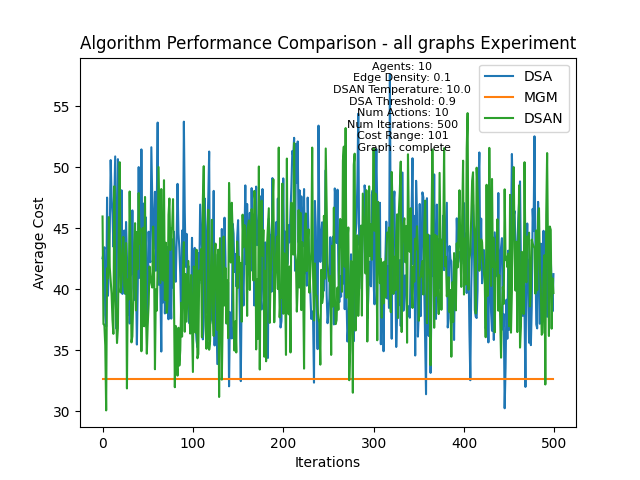 Algorithm Performance Comparison - all graphs Experiment
Agents: 10
Edge Density: 0.1
DSAN Temperature: 10.0
DSA Threshold: 0.9
Num Actions: 10
Num Iterations: 500
Cost Range: 101
Graph: complete
DSA
MGM
DSAN
Average Cost
55
50
45
40
35
30
0
100
200
300
400
500
Iterations